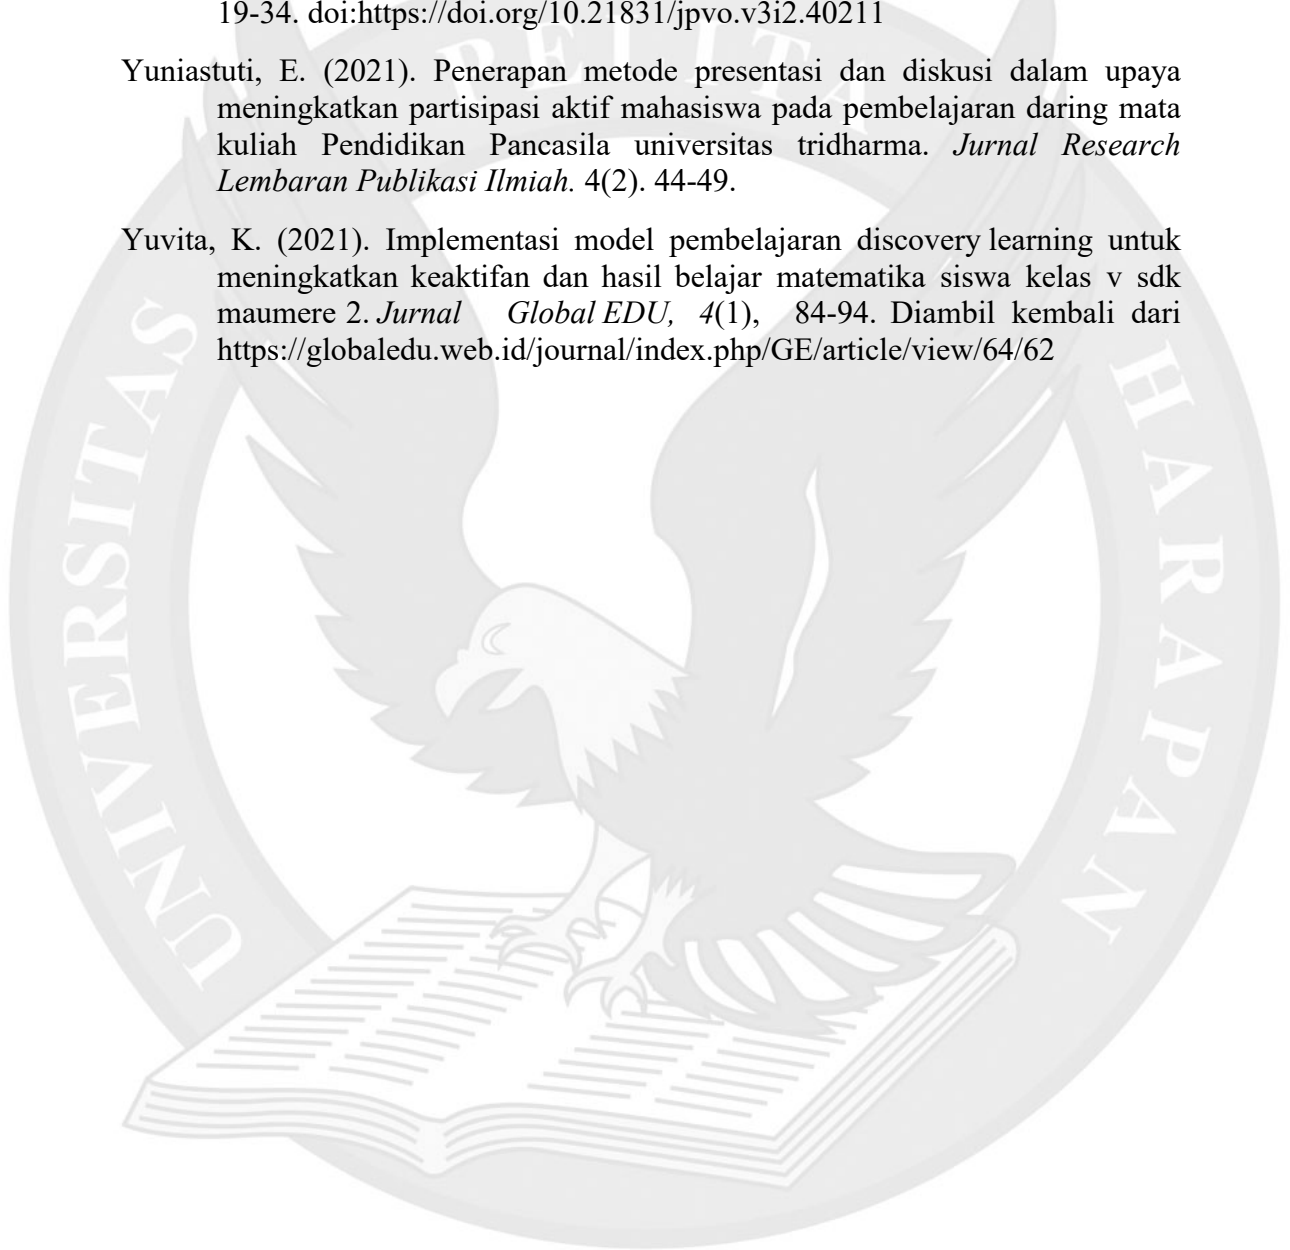 19-34. doi:https://doi.org/10.21831/jpvo.v3i2.40211
Yuniastuti, E. (2021). Penerapan metode presentasi dan diskusi dalam upaya
meningkatkan partisipasi aktif mahasiswa pada pembelajaran daring mata
kuliah Pendidikan Pancasila universitas tridharma. Jurnal Research
Lembaran Publikasi Ilmiah. 4(2). 44-49.
Yuvita, K. (2021). Implementasi model pembelajaran discovery learning untuk
meningkatkan keaktifan dan hasil belajar matematika siswa kelas v sdk
maumere 2. Jurnal Global EDU, 4(1), 84-94. Diambil kembali dari
https://globaledu.web.id/journal/index.php/GE/article/view/64/62
UNIVERSITAS PELITA HARAPAN